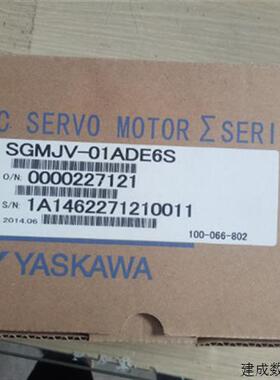 C SERVO MOTOR Σ SERI
SGMJV-01ADE6S
O/N: 0000227121
S/N: 1A1462271210011
2014.06
100-066-802
YASKAWA
建成数